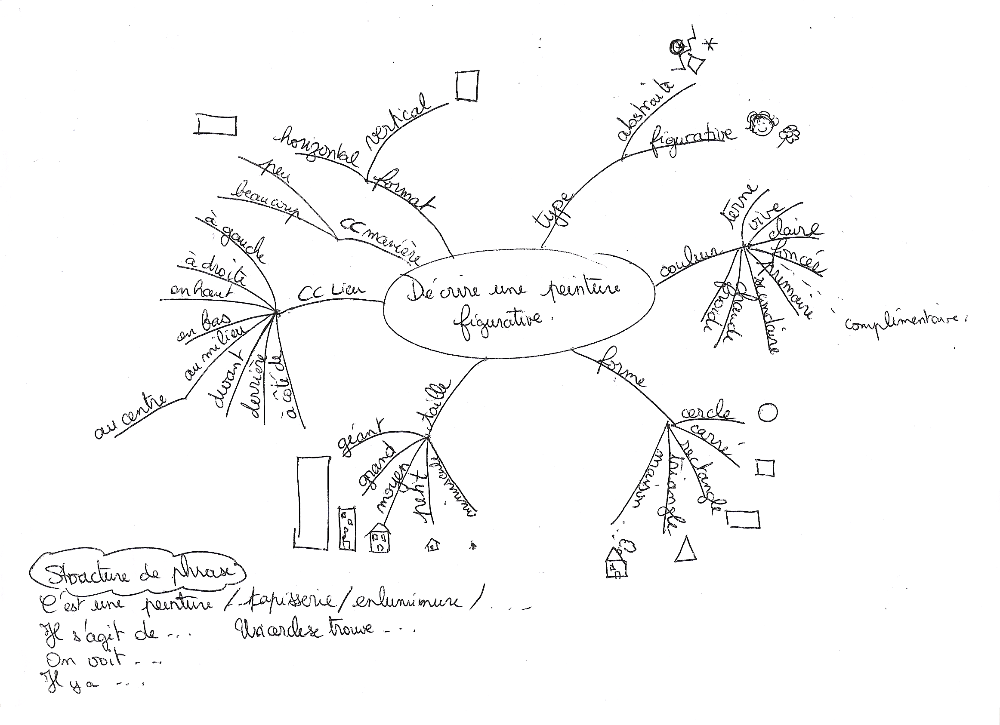 abstraite
figurative
type
vertical
horizontal
format
peu
beaucoup
CC manière
à gauche
à droite
en haut
en bas
au milieu
au centre
devant
derrière
à côté de
CC Lieu
Décrire une peinture
figurative.
couleur
terne
vive
claire
foncée
primaire
secondaire
chaude
froide
complémentaire
forme
cercle
carré
rectangle
triangle
maison
taille
géant
grand
moyen
petit
minuscule
Structure de phrase
C'est une peinture / tapisserie / enluminure / ....
Il s'agit de ... Un cercle se trouve ...
On voit ...
Il y a ...